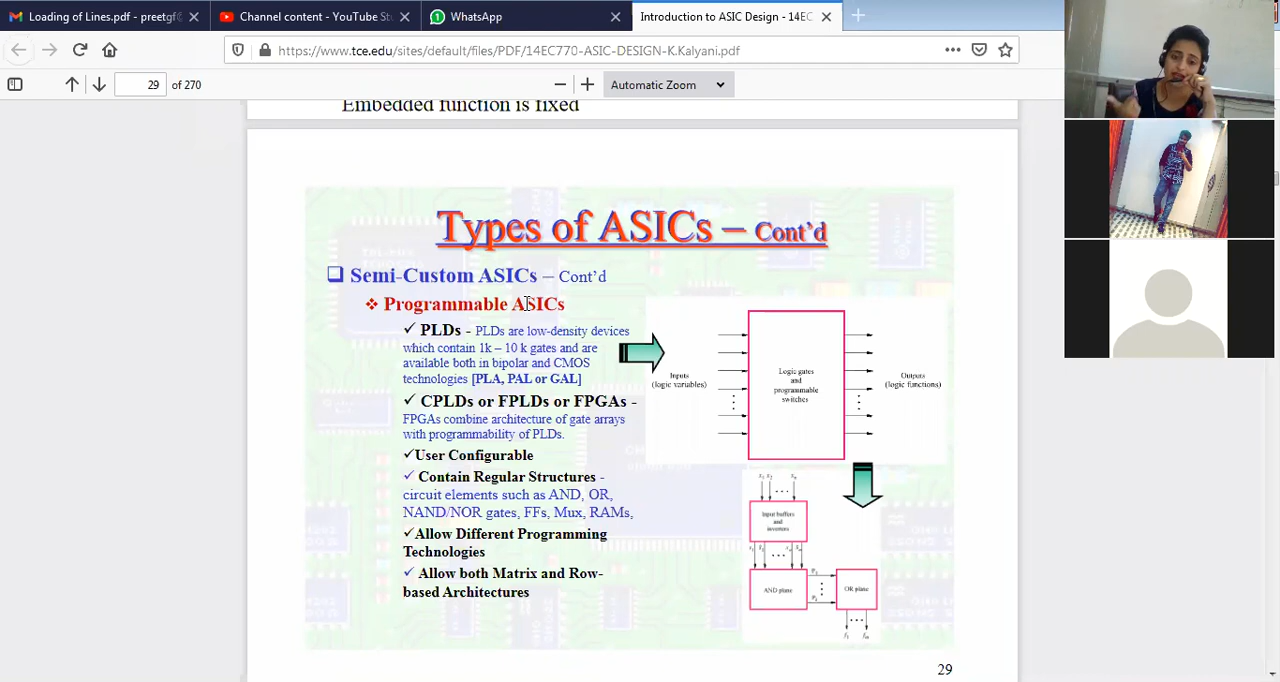 Loading of Lines.pdf - preetgf@
Channel content - YouTube St
WhatsApp
Introduction to ASIC Design - 14EC
https://www.tce.edu/sites/default/files/PDF/14EC770-ASIC-DESIGN-K.Kalyani.pdf
29 of 270
Automatic Zoom
Embedded function is fixed
Types of ASICs – Cont'd
Semi-Custom ASICs – Cont'd
Programmable ASICs
PLDs - PLDs are low-density devices
which contain 1k – 10 k gates and are
available both in bipolar and CMOS
technologies [PLA, PAL or GAL]
CPLDs or FPLDs or FPGAs -
FPGAs combine architecture of gate arrays
with programmability of PLDs.
User Configurable
Contain Regular Structures -
circuit elements such as AND, OR,
NAND/NOR gates, FFs, Mux, RAMs,
Allow Different Programming
Technologies
Allow both Matrix and Row-
based Architectures
Inputs
(logic variables)
Logic gates
and
programmable
switches
Outputs
(logic functions)
Input buffers
and
inverters
AND plane
OR plane
29